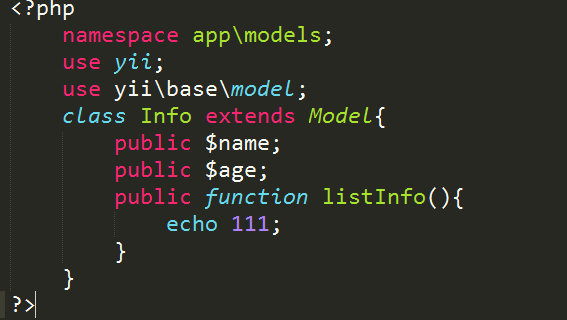 <?php
    namespace app\models;
    use yii;
    use yii\base\model;
    class Info extends Model{
        public $name;
        public $age;
        public function listInfo(){
            echo 111;
        }
    }
?>